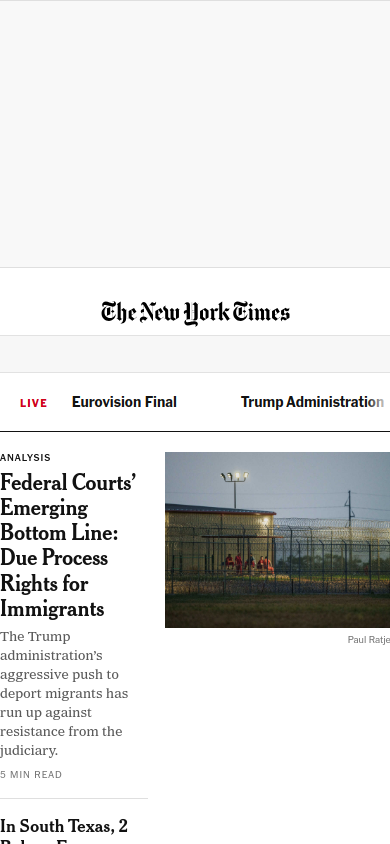 The New York Times
LIVE Eurovision Final Trump Administration
ANALYSIS
Federal Courts’
Emerging
Bottom Line:
Due Process
Rights for
Immigrants
The Trump
administration’s
aggressive push to
deport migrants has
run up against
resistance from the
judiciary.
5 MIN READ
Paul Ratje
In South Texas, 2